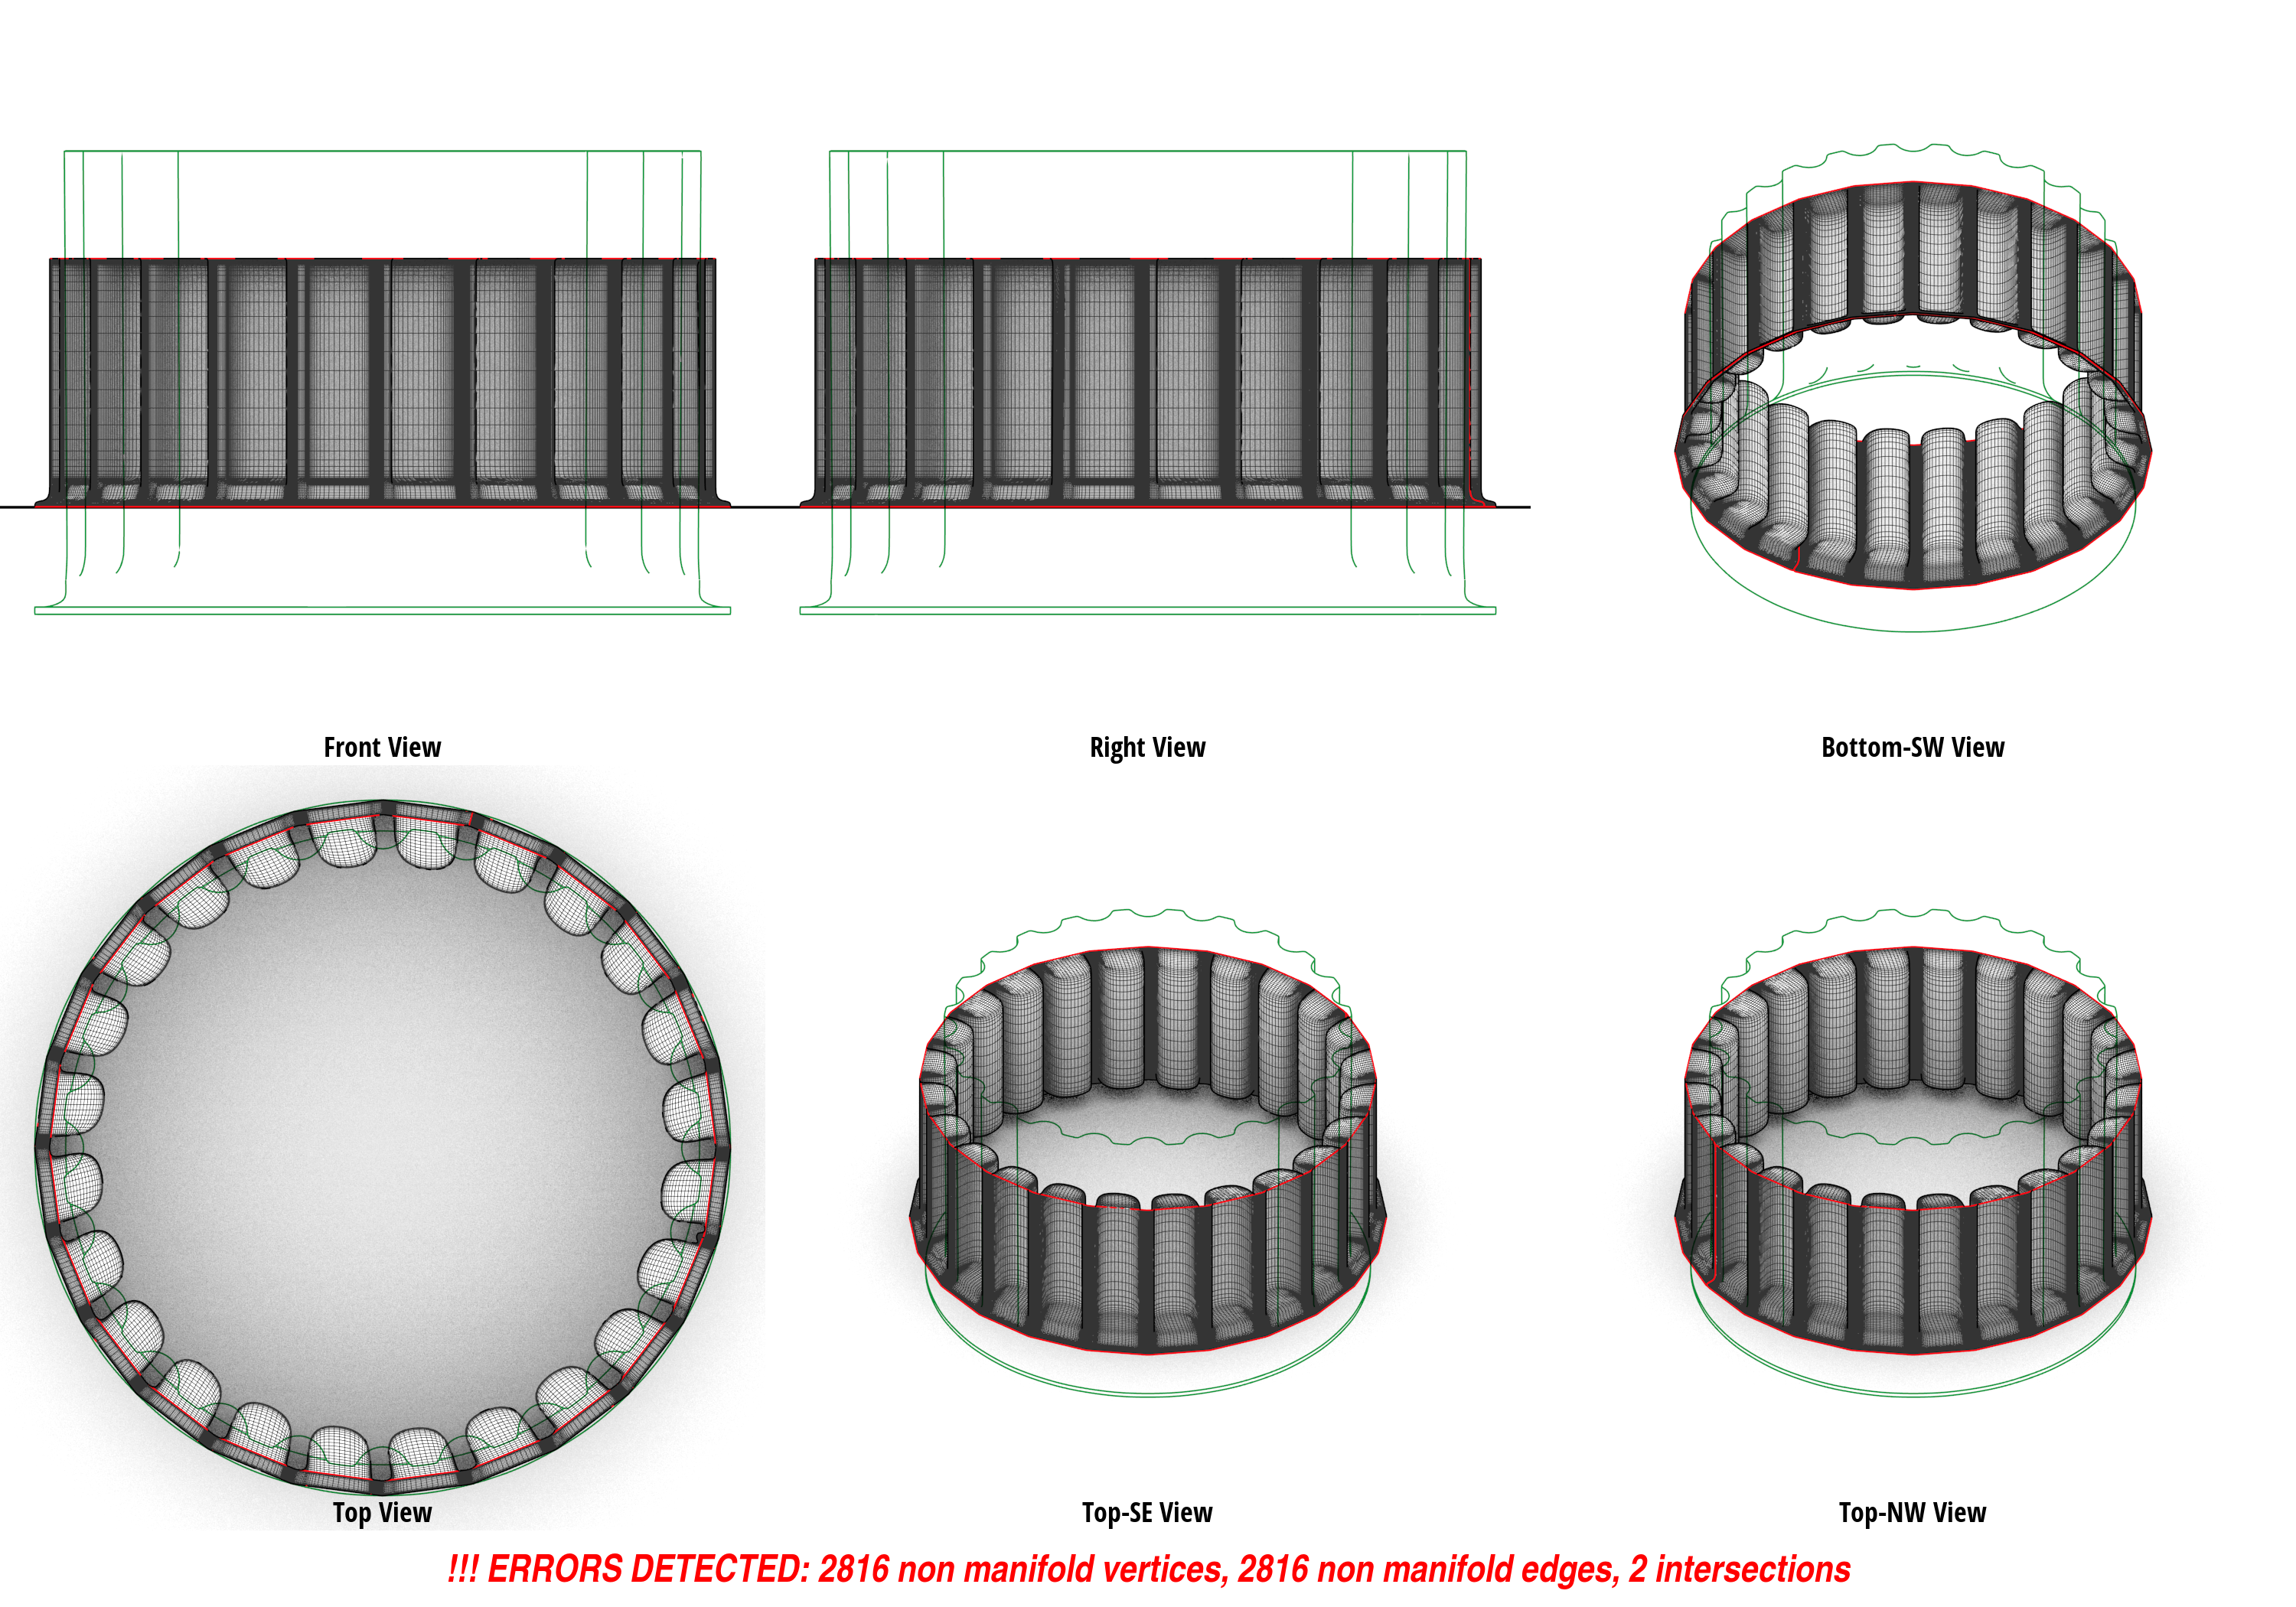 Front View
Right View
Bottom-SW View
Top View
Top-SE View
Top-NW View
!!! ERRORS DETECTED: 2816 non manifold vertices, 2816 non manifold edges, 2 intersections